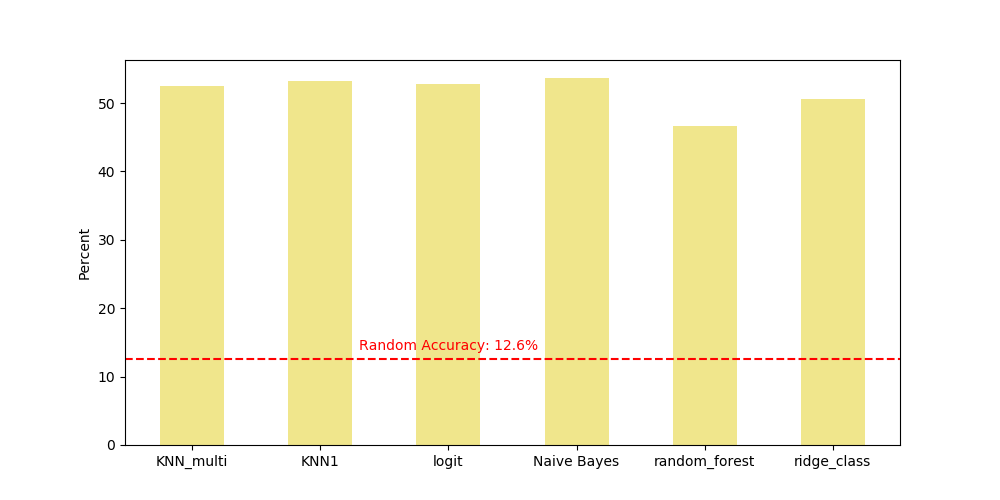 Percent
50
40
30
20
10
0
Random Accuracy: 12.6%
KNN_multi KNN1 logit Naive Bayes random_forest ridge_class